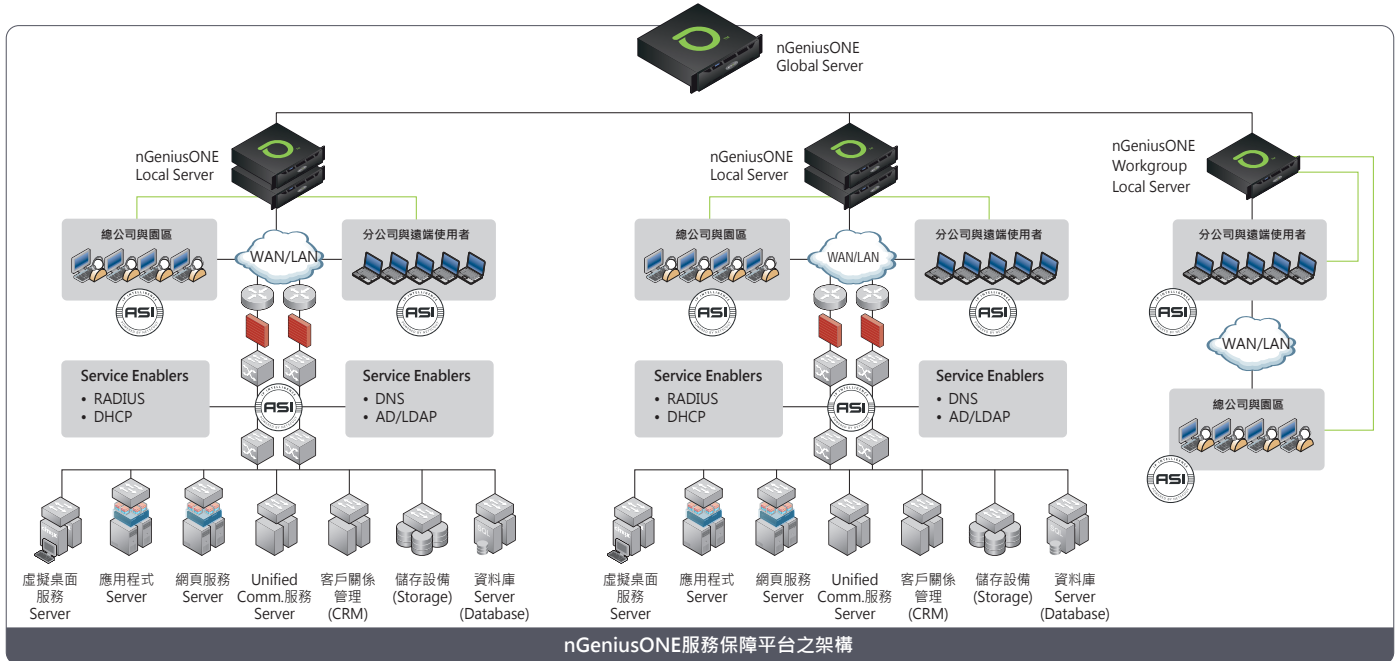 nGeniusONE
Global Server
nGeniusONE
Local Server
總公司與園區
WAN/LAN
分公司與遠端使用者
ASI
ASI
Service Enablers
• RADIUS
• DHCP
ASI
Service Enablers
• DNS
• AD/LDAP
虛擬桌面
服務
Server
應用程式
Server
網頁服務
Server
Unified
Comm.服務
Server
客戶關係
管理
(CRM)
儲存設備
(Storage)
SQL
資料庫
Server
(Database)
nGeniusONE
Local Server
總公司與園區
WAN/LAN
分公司與遠端使用者
ASI
ASI
Service Enablers
• RADIUS
• DHCP
ASI
Service Enablers
• DNS
• AD/LDAP
虛擬桌面
服務
Server
應用程式
Server
網頁服務
Server
Unified
Comm.服務
Server
客戶關係
管理
(CRM)
儲存設備
(Storage)
SQL
資料庫
Server
(Database)
nGeniusONE
Workgroup
Local Server
分公司與遠端使用者
ASI
WAN/LAN
總公司與園區
ASI
nGeniusONE服務保障平台之架構